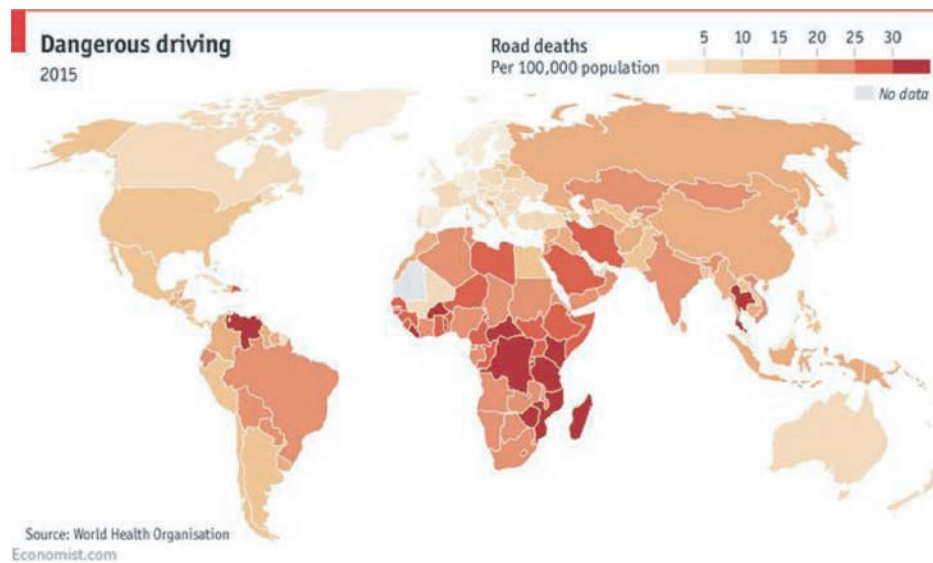 Dangerous driving
2015
Road deaths
Per 100,000 population
5 10 15 20 25 30
No data
Source: World Health Organisation
Economist.com